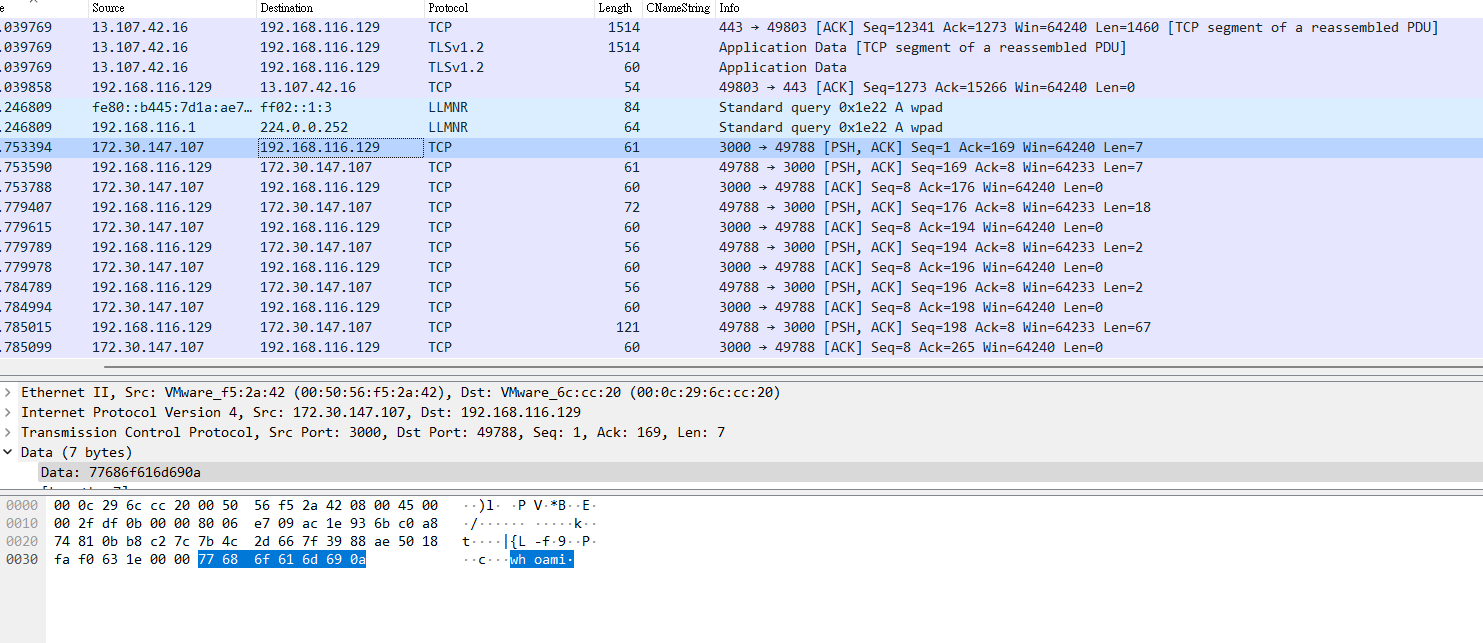 e Source Destination Protocol Length CNameString Info
.039769 13.107.42.16 192.168.116.129 TCP 1514 443 → 49803 [ACK] Seq=12341 Ack=1273 Win=64240 Len=1460 [TCP segment of a reassembled PDU]
.039769 13.107.42.16 192.168.116.129 TLSv1.2 1514 Application Data [TCP segment of a reassembled PDU]
.039769 13.107.42.16 192.168.116.129 TLSv1.2 60 Application Data
.039858 192.168.116.129 13.107.42.16 TCP 54 49803 → 443 [ACK] Seq=1273 Ack=15266 Win=64240 Len=0
.246809 fe80::b445:7d1a:ae7… ff02::1:3 LLMNR 84 Standard query 0x1e22 A wpad
.246809 192.168.116.1 224.0.0.252 LLMNR 64 Standard query 0x1e22 A wpad
.753394 172.30.147.107 192.168.116.129 TCP 61 3000 → 49788 [PSH, ACK] Seq=1 Ack=169 Win=64240 Len=7
.753590 192.168.116.129 172.30.147.107 TCP 61 49788 → 3000 [PSH, ACK] Seq=169 Ack=8 Win=64233 Len=7
.753788 172.30.147.107 192.168.116.129 TCP 60 3000 → 49788 [ACK] Seq=8 Ack=176 Win=64240 Len=0
.779407 192.168.116.129 172.30.147.107 TCP 72 49788 → 3000 [PSH, ACK] Seq=176 Ack=8 Win=64233 Len=18
.779615 172.30.147.107 192.168.116.129 TCP 60 3000 → 49788 [ACK] Seq=8 Ack=194 Win=64240 Len=0
.779789 192.168.116.129 172.30.147.107 TCP 56 49788 → 3000 [PSH, ACK] Seq=194 Ack=8 Win=64233 Len=2
.779978 172.30.147.107 192.168.116.129 TCP 60 3000 → 49788 [ACK] Seq=8 Ack=196 Win=64240 Len=0
.784789 192.168.116.129 172.30.147.107 TCP 56 49788 → 3000 [PSH, ACK] Seq=196 Ack=8 Win=64233 Len=2
.784994 172.30.147.107 192.168.116.129 TCP 60 3000 → 49788 [ACK] Seq=8 Ack=198 Win=64240 Len=0
.785015 192.168.116.129 172.30.147.107 TCP 121 49788 → 3000 [PSH, ACK] Seq=198 Ack=8 Win=64233 Len=67
.785099 172.30.147.107 192.168.116.129 TCP 60 3000 → 49788 [ACK] Seq=8 Ack=265 Win=64240 Len=0
Ethernet II, Src: VMware_f5:2a:42 (00:50:56:f5:2a:42), Dst: VMware_6c:cc:20 (00:0c:29:6c:cc:20)
Internet Protocol Version 4, Src: 172.30.147.107, Dst: 192.168.116.129
Transmission Control Protocol, Src Port: 3000, Dst Port: 49788, Seq: 1, Ack: 169, Len: 7
Data (7 bytes)
Data: 77686f616d690a
0000 00 0c 29 6c cc 20 00 50 56 f5 2a 42 08 00 45 00 ··)l· ·P V·*B··E·
0010 00 2f df 0b 00 00 80 06 e7 09 ac 1e 93 6b c0 a8 ·/······ ·····k··
0020 74 81 0b b8 c2 7c 7b 4c 2d 66 7f 39 88 ae 50 18 t····|{L -f·9··P·
0030 fa f0 63 1e 00 00 77 68 6f 61 6d 69 0a ··c···wh oami·